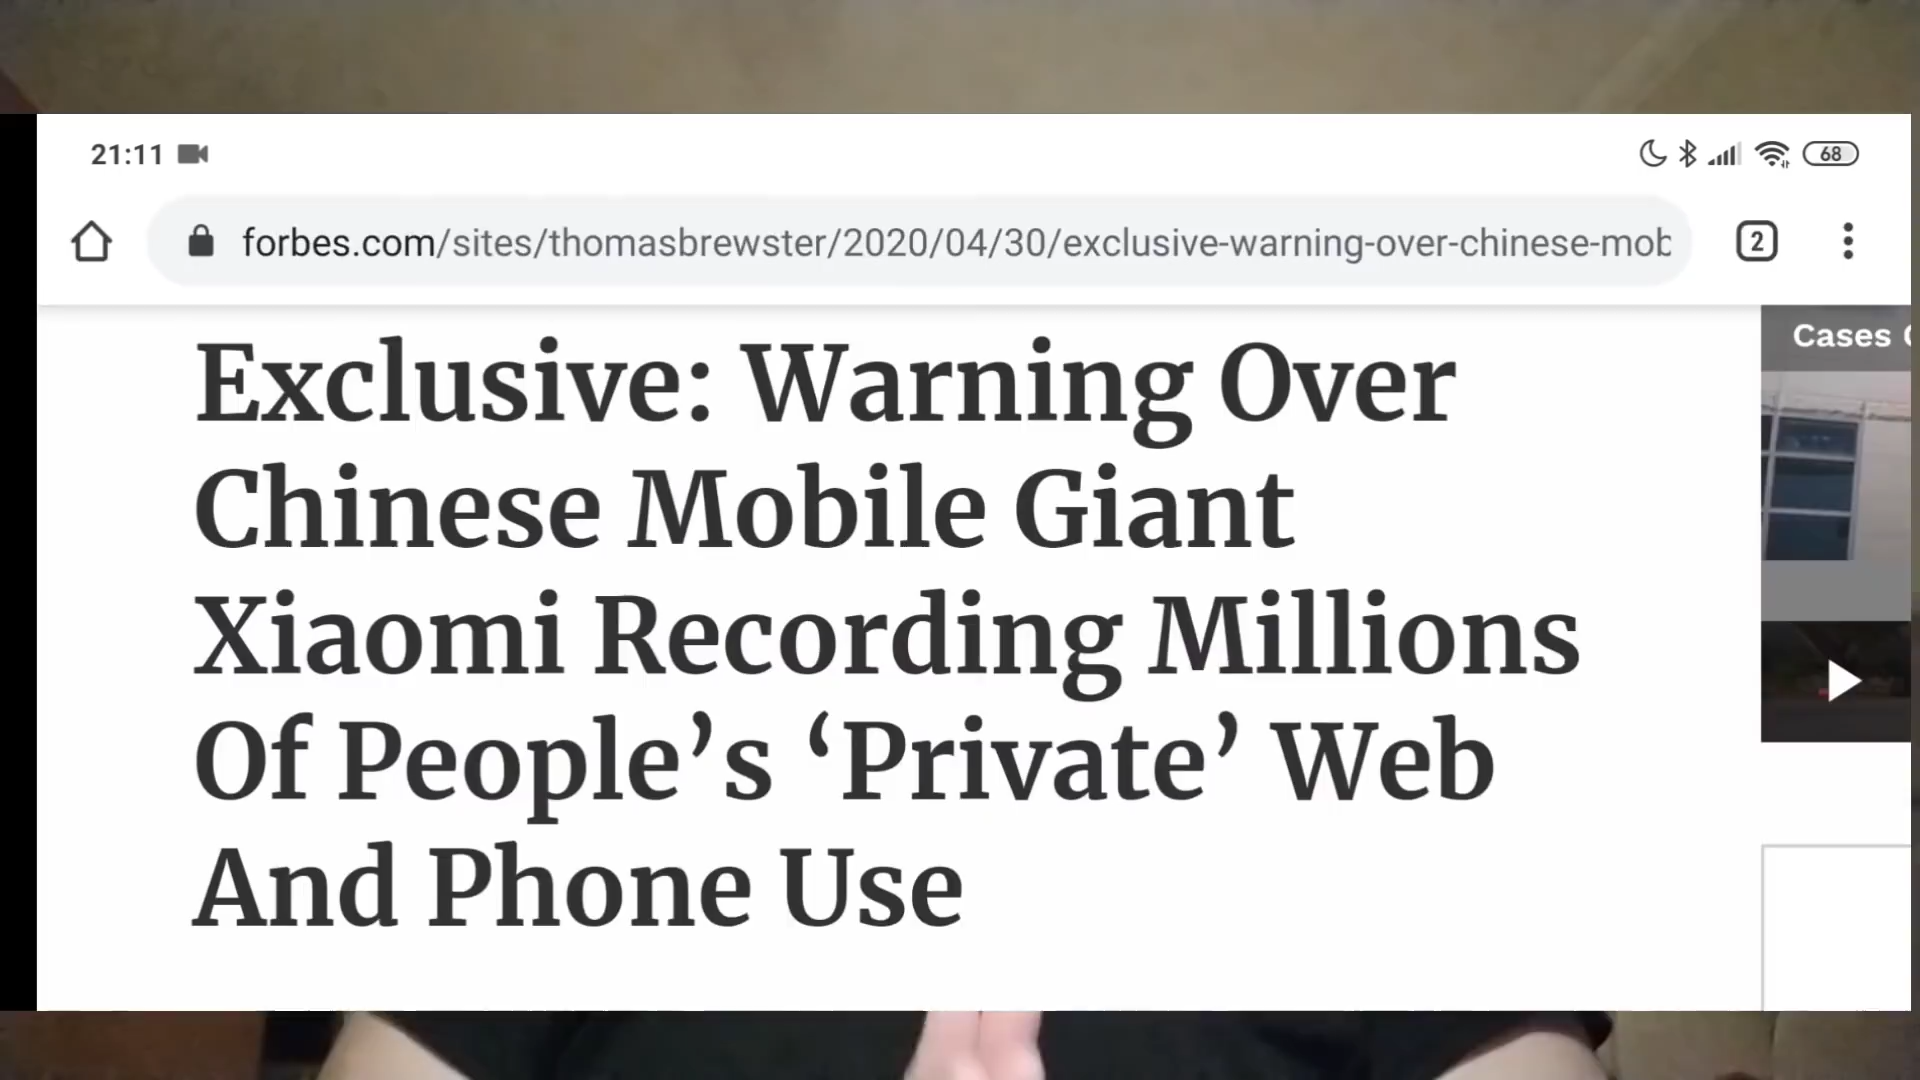 21:11
68
forbes.com/sites/thomasbrewster/2020/04/30/exclusive-warning-over-chinese-mob
2
Exclusive: Warning Over
Chinese Mobile Giant
Xiaomi Recording Millions
Of People’s ‘Private’ Web
And Phone Use
Cases